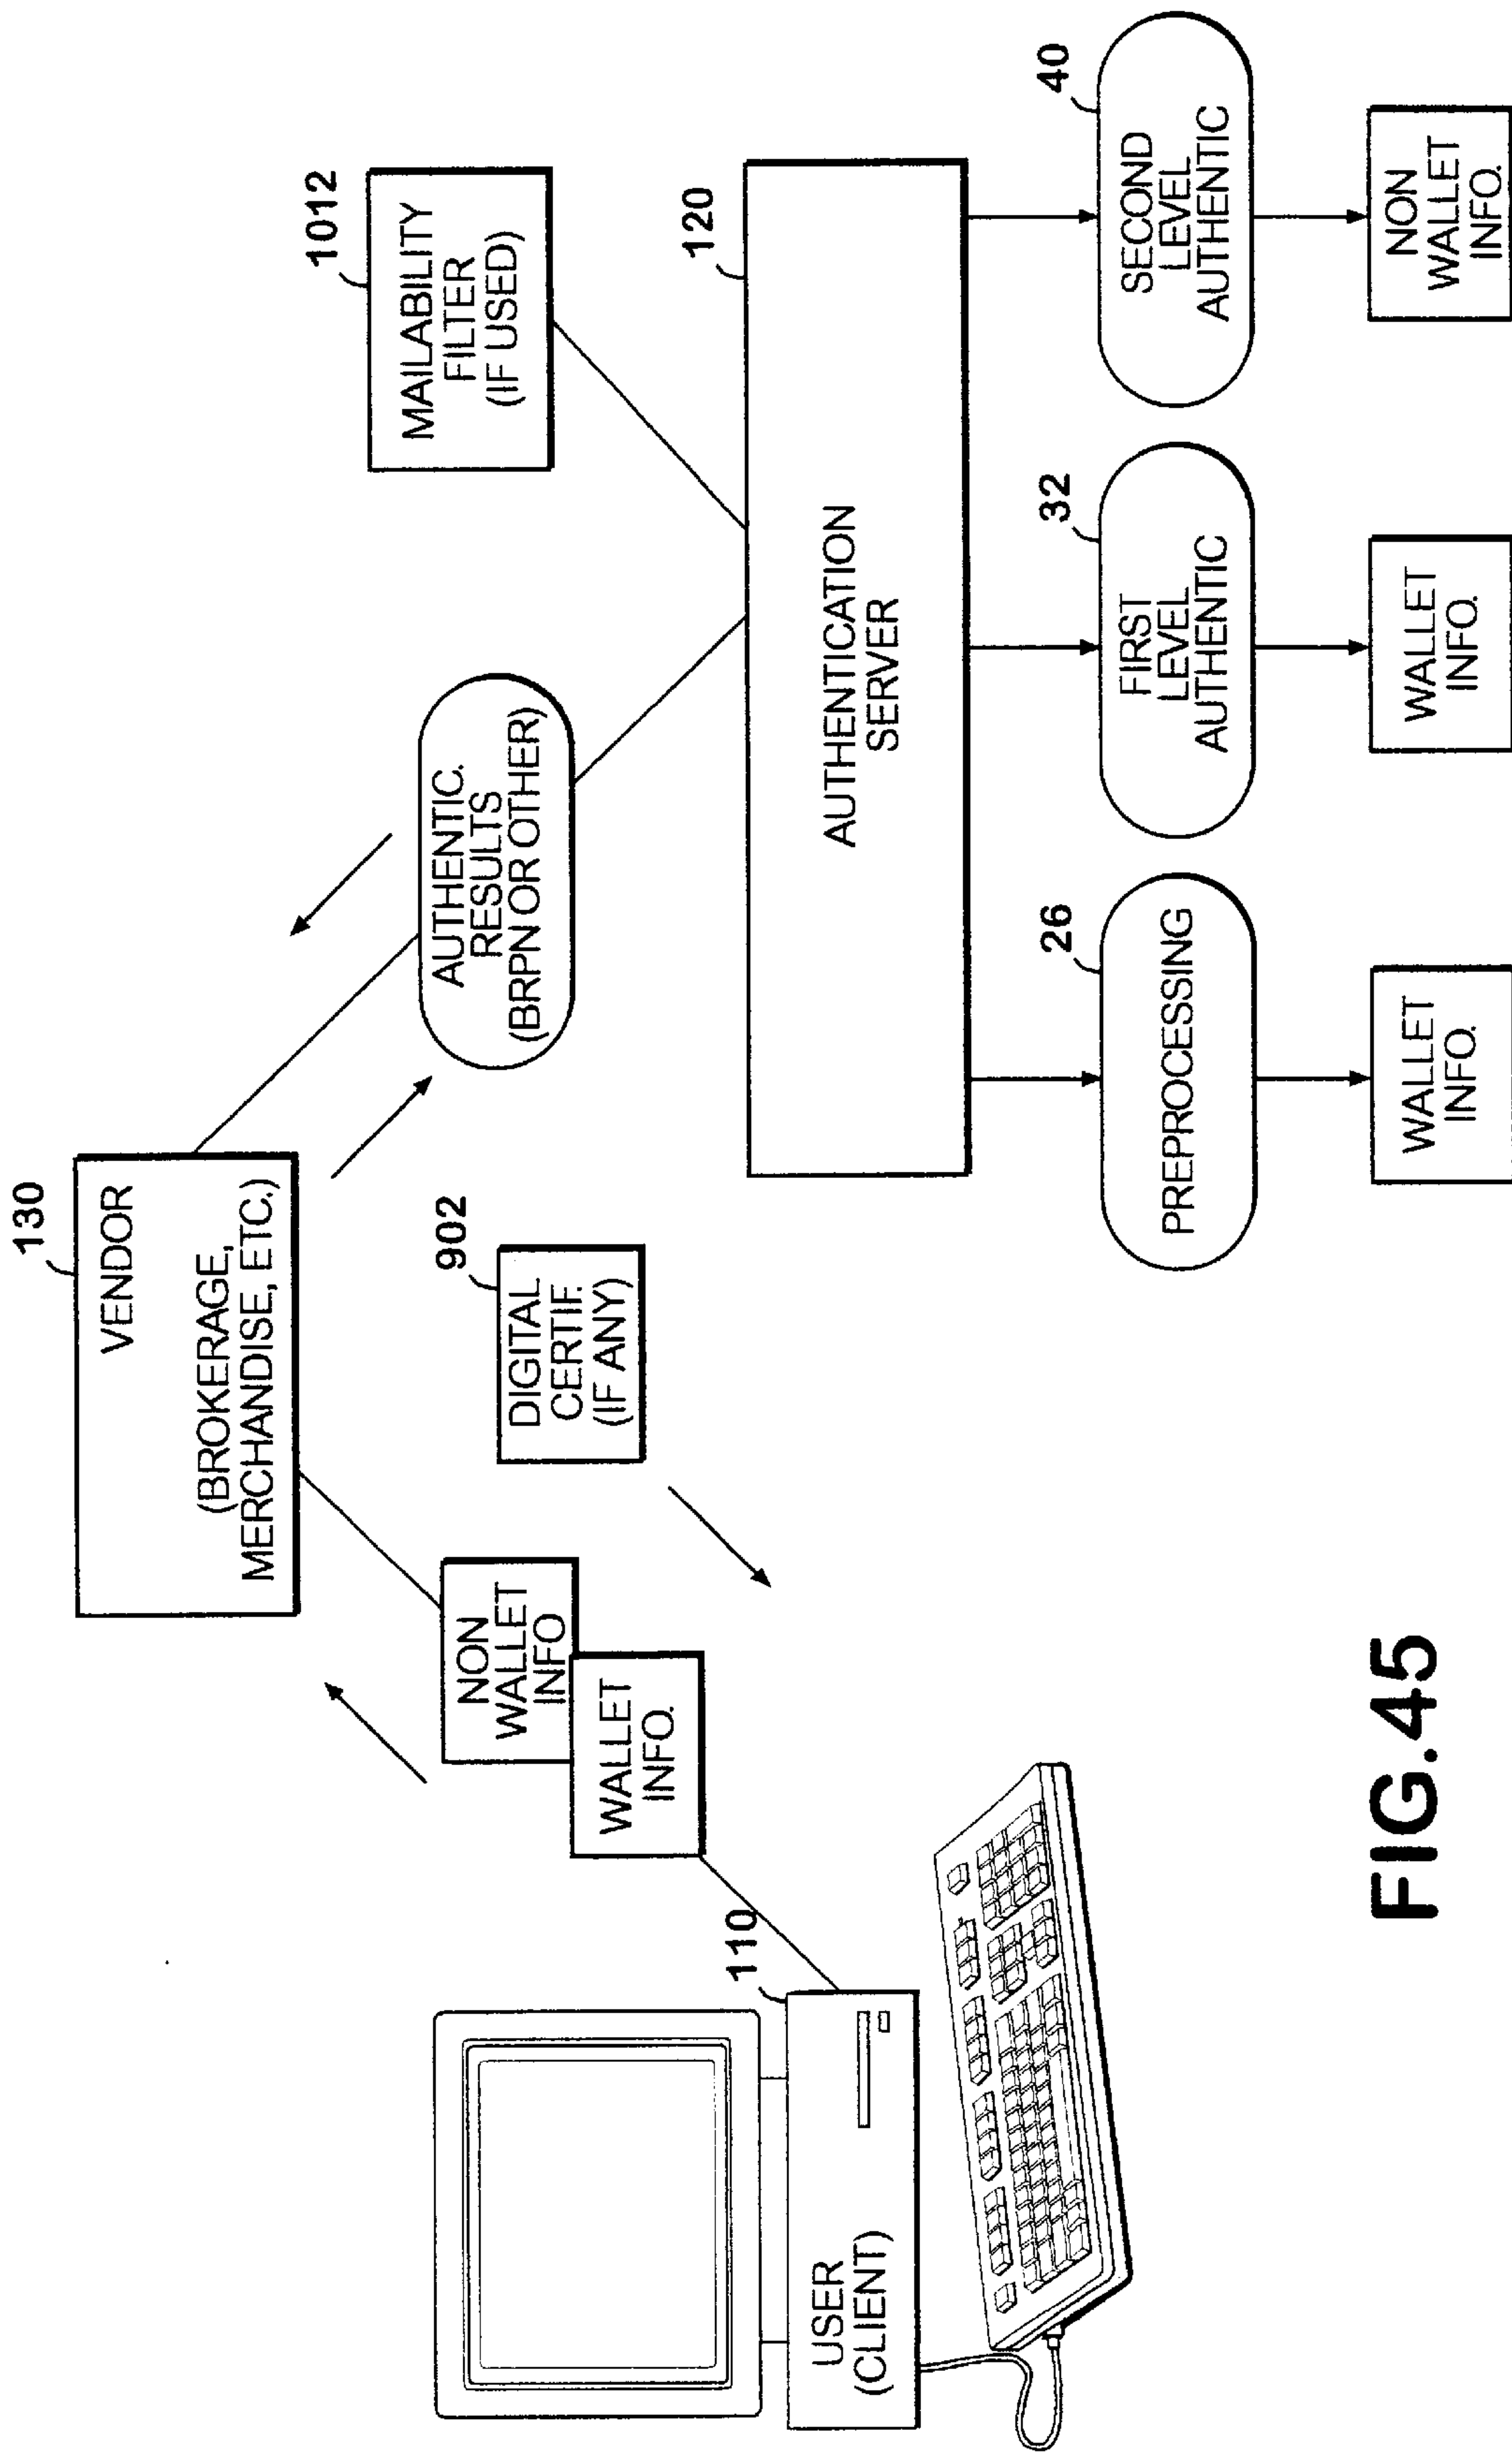 130
VENDOR
(BROKERAGE,
MERCHANDISE, ETC.)
1012
MAILABILITY
FILTER
(IF USED)
AUTHENTIC.
RESULTS
(BRPN OR OTHER)
902
DIGITAL
CERTIF.
(IF ANY)
NON
WALLET
INFO
WALLET
INFO.
110
USER
(CLIENT)
120
AUTHENTICATION
SERVER
26
PREPROCESSING
32
FIRST
LEVEL
AUTHENTIC
40
SECOND
LEVEL
AUTHENTIC
WALLET
INFO.
WALLET
INFO.
NON
WALLET
INFO.
FIG.45